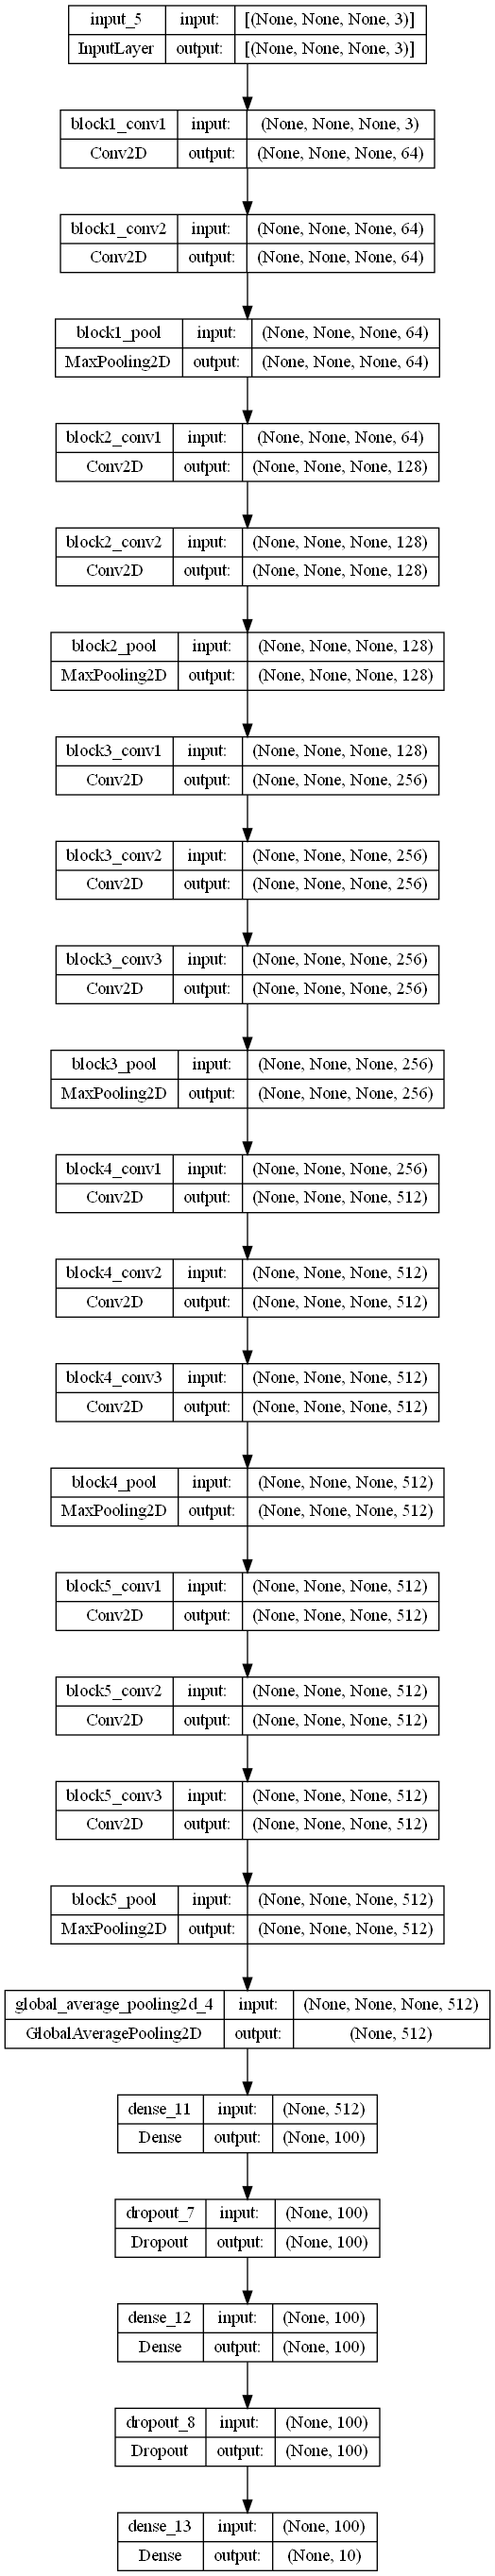 input_5 input: [(None, None, None, 3)]
InputLayer output: [(None, None, None, 3)]
block1_conv1 input: (None, None, None, 3)
Conv2D output: (None, None, None, 64)
block1_conv2 input: (None, None, None, 64)
Conv2D output: (None, None, None, 64)
block1_pool input: (None, None, None, 64)
MaxPooling2D output: (None, None, None, 64)
block2_conv1 input: (None, None, None, 64)
Conv2D output: (None, None, None, 128)
block2_conv2 input: (None, None, None, 128)
Conv2D output: (None, None, None, 128)
block2_pool input: (None, None, None, 128)
MaxPooling2D output: (None, None, None, 128)
block3_conv1 input: (None, None, None, 128)
Conv2D output: (None, None, None, 256)
block3_conv2 input: (None, None, None, 256)
Conv2D output: (None, None, None, 256)
block3_conv3 input: (None, None, None, 256)
Conv2D output: (None, None, None, 256)
block3_pool input: (None, None, None, 256)
MaxPooling2D output: (None, None, None, 256)
block4_conv1 input: (None, None, None, 256)
Conv2D output: (None, None, None, 512)
block4_conv2 input: (None, None, None, 512)
Conv2D output: (None, None, None, 512)
block4_conv3 input: (None, None, None, 512)
Conv2D output: (None, None, None, 512)
block4_pool input: (None, None, None, 512)
MaxPooling2D output: (None, None, None, 512)
block5_conv1 input: (None, None, None, 512)
Conv2D output: (None, None, None, 512)
block5_conv2 input: (None, None, None, 512)
Conv2D output: (None, None, None, 512)
block5_conv3 input: (None, None, None, 512)
Conv2D output: (None, None, None, 512)
block5_pool input: (None, None, None, 512)
MaxPooling2D output: (None, None, None, 512)
global_average_pooling2d_4 input: (None, None, None, 512)
GlobalAveragePooling2D output: (None, 512)
dense_11 input: (None, 512)
Dense output: (None, 100)
dropout_7 input: (None, 100)
Dropout output: (None, 100)
dense_12 input: (None, 100)
Dense output: (None, 100)
dropout_8 input: (None, 100)
Dropout output: (None, 100)
dense_13 input: (None, 100)
Dense output: (None, 10)